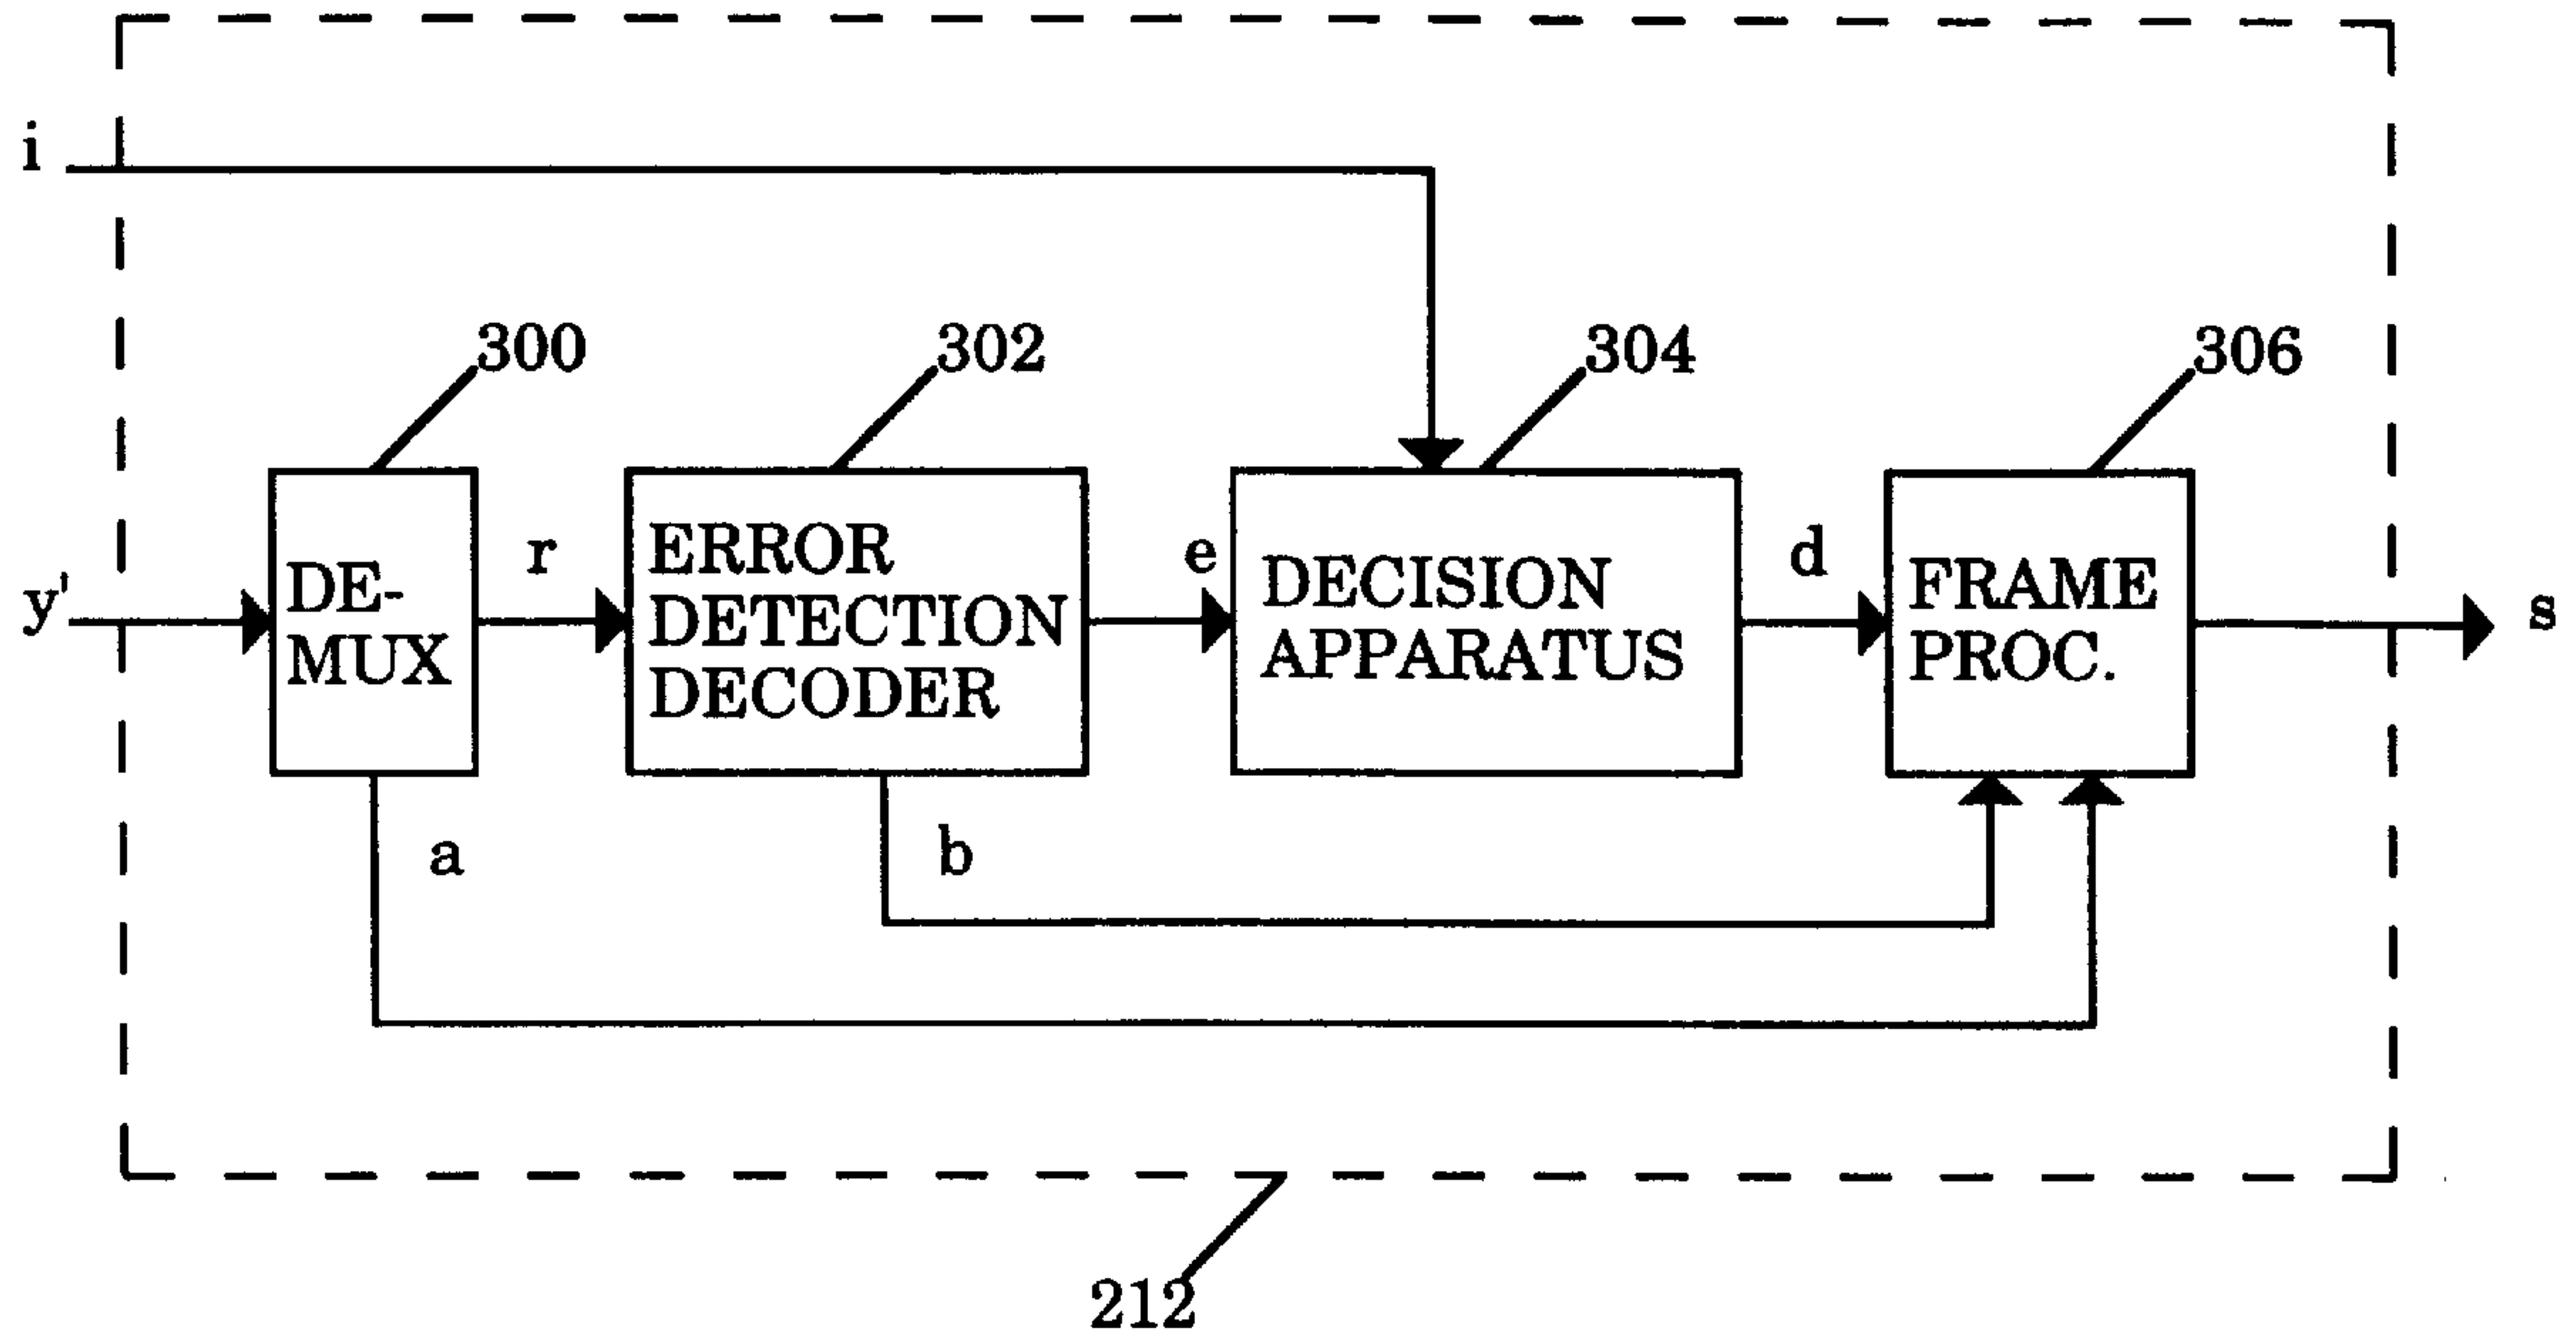 i
300
302
304
306
y'
DE-
MUX
r
ERROR
DETECTION
DECODER
e
DECISION
APPARATUS
d
FRAME
PROC.
s
a
b
212